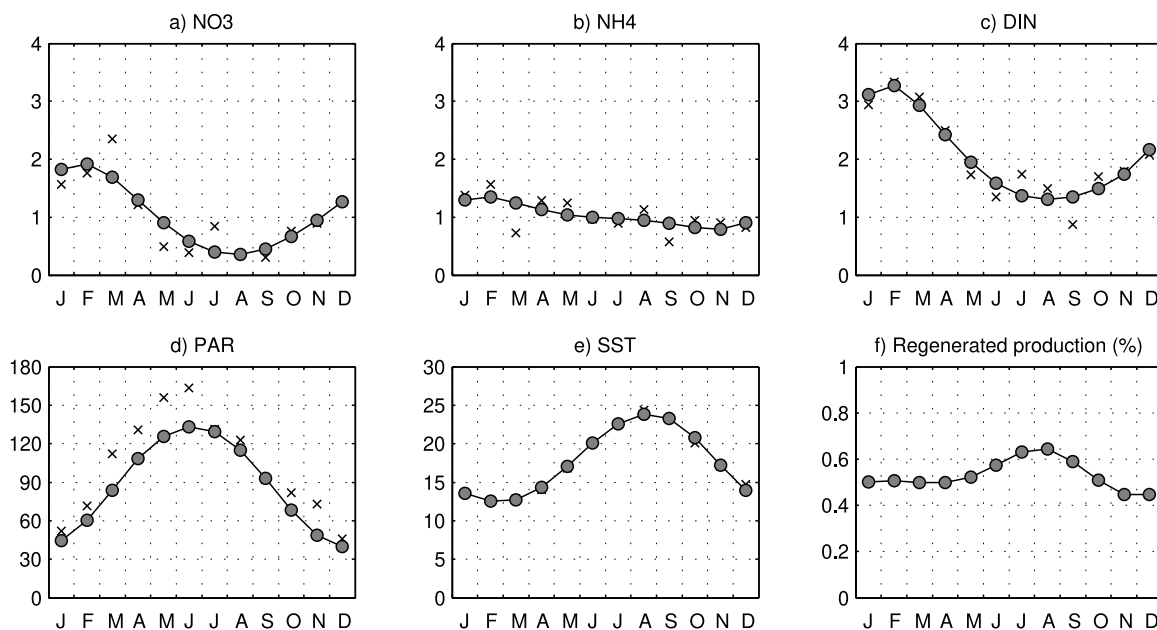 a) NO3
b) NH4
c) DIN
4
3
2
1
0
J F M A M J J A S O N D
4
3
2
1
0
J F M A M J J A S O N D
4
3
2
1
0
J F M A M J J A S O N D
d) PAR
e) SST
f) Regenerated production (%)
180
150
120
90
60
30
0
J F M A M J J A S O N D
30
25
20
15
10
5
0
J F M A M J J A S O N D
1
0.8
0.6
0.4
0.2
0
J F M A M J J A S O N D